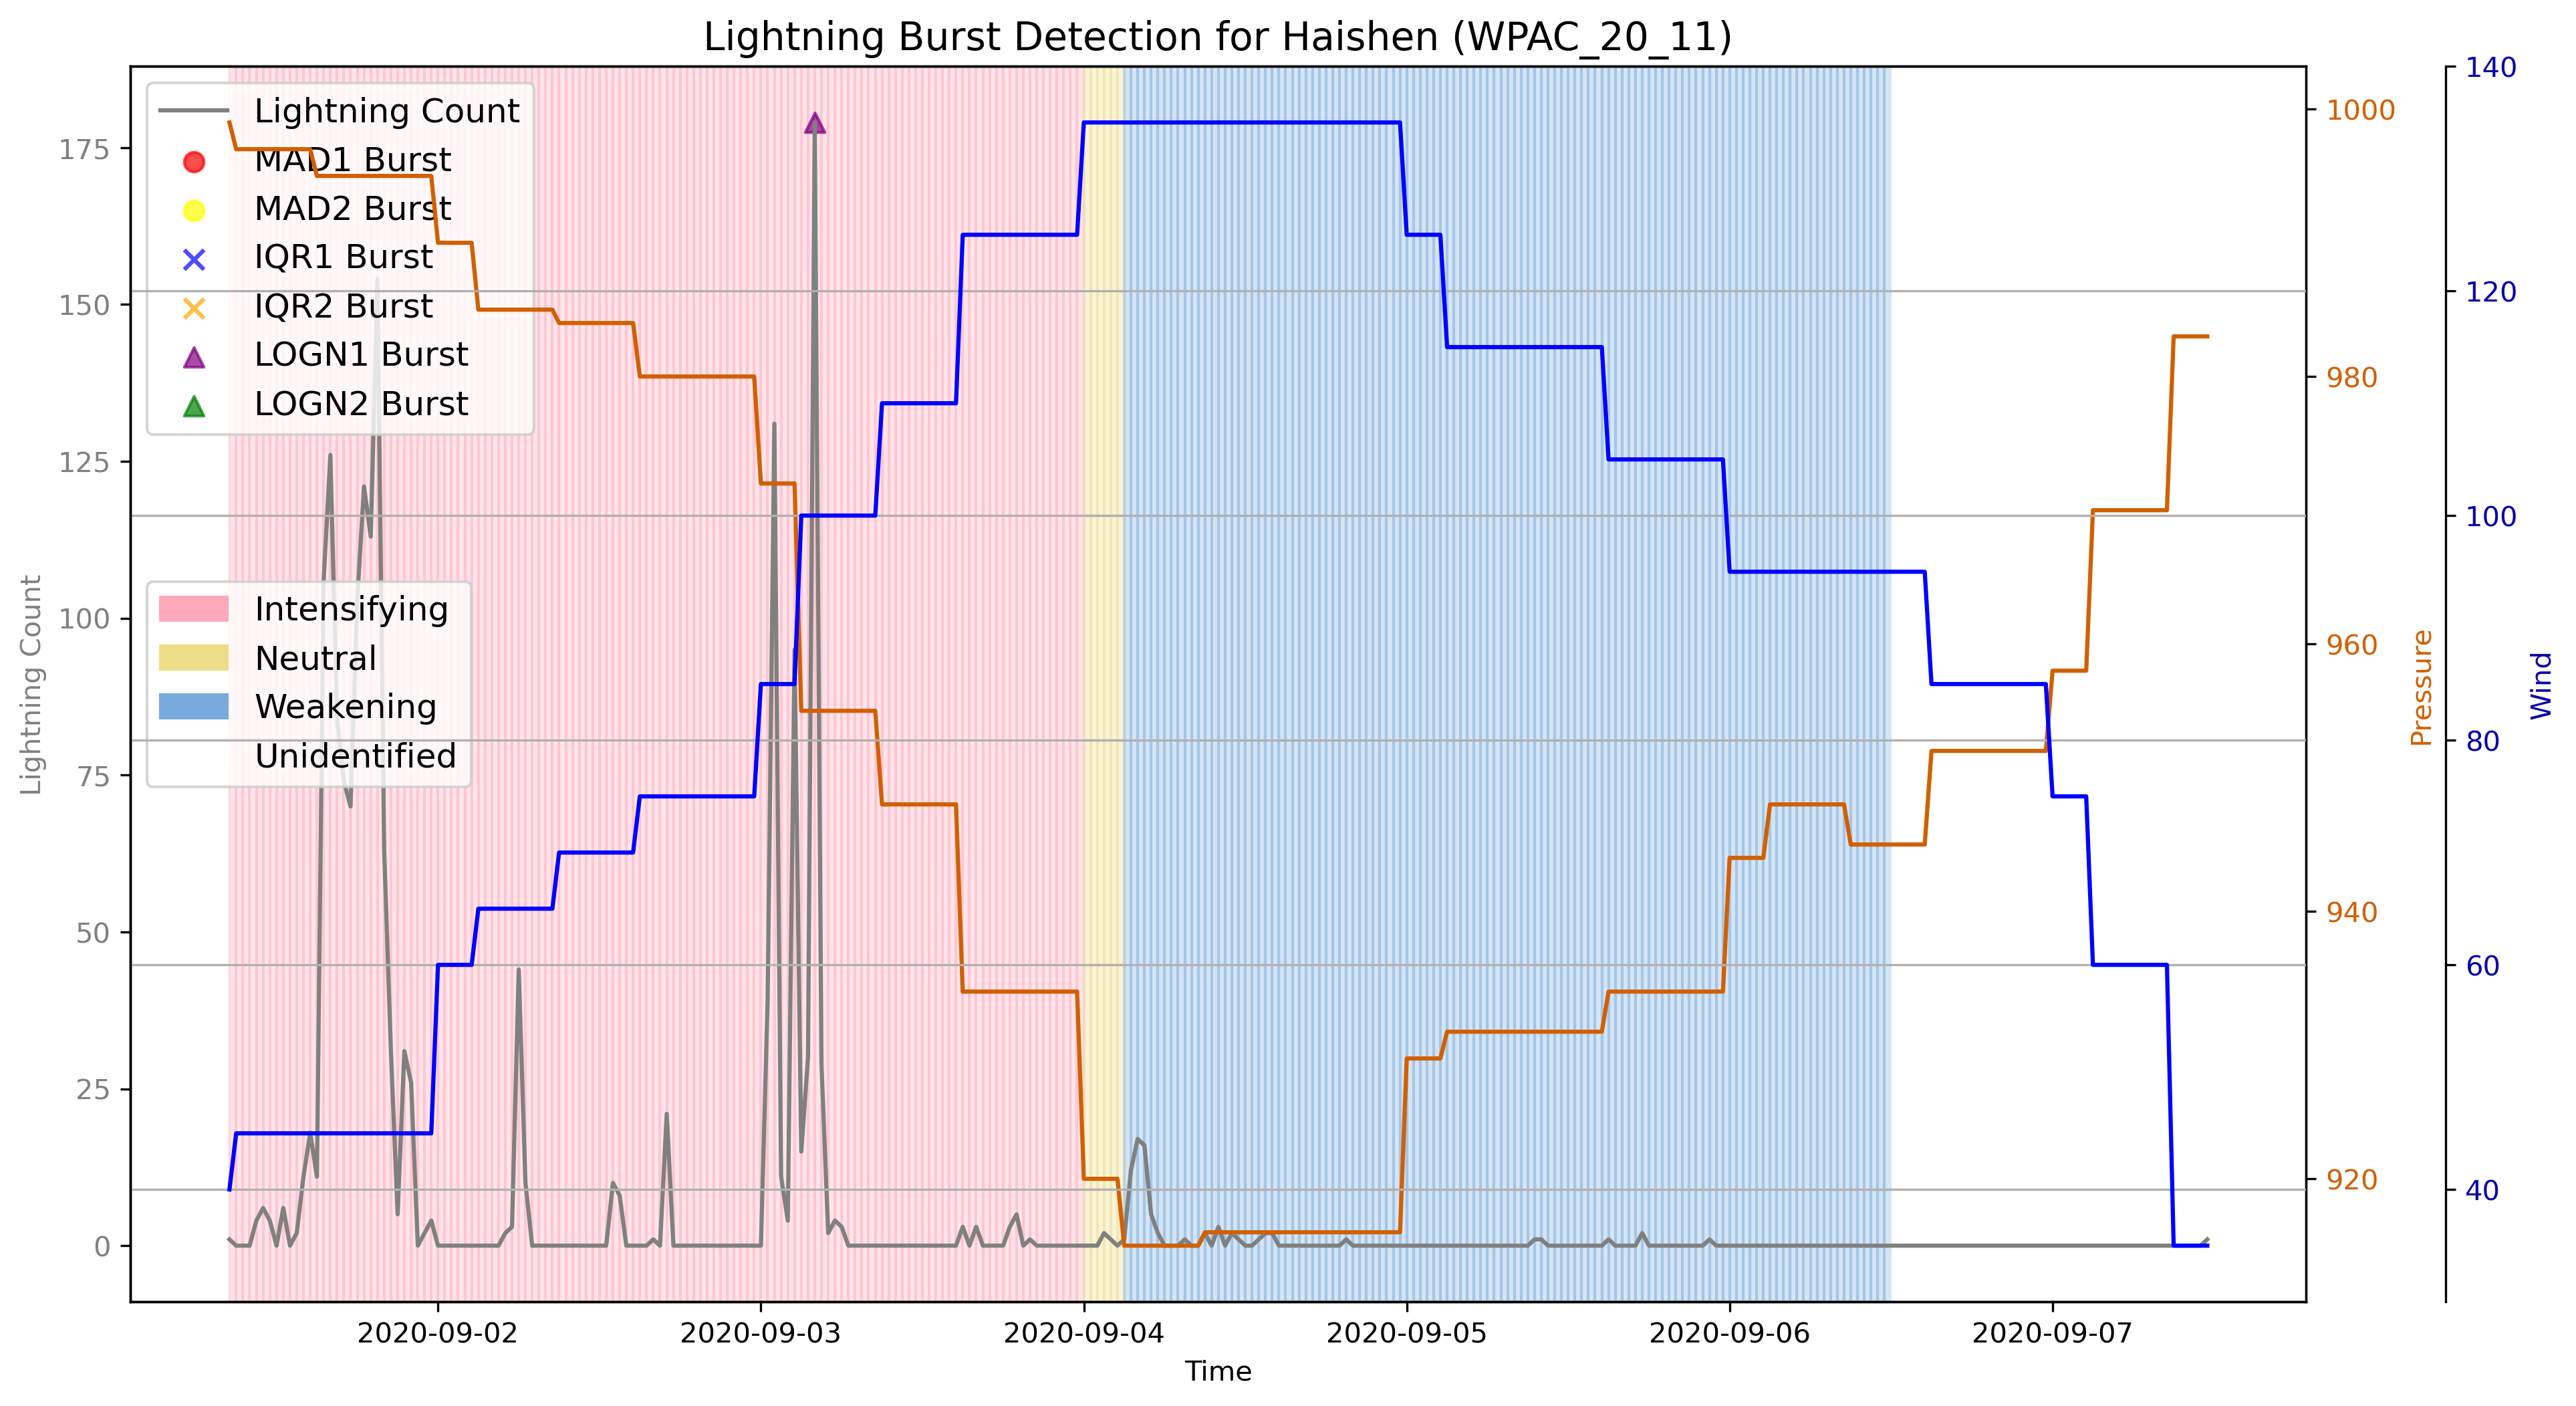 Lightning Burst Detection for Haishen (WPAC_20_11)
Lightning Count
MAD1 Burst
MAD2 Burst
IQR1 Burst
IQR2 Burst
LOGN1 Burst
LOGN2 Burst
Intensifying
Neutral
Weakening
Unidentified
Lightning Count
175
150
125
100
75
50
25
0
1000
980
960
940
920
Pressure
140
120
100
80
60
40
Wind
2020-09-02
2020-09-03
2020-09-04
2020-09-05
2020-09-06
2020-09-07
Time